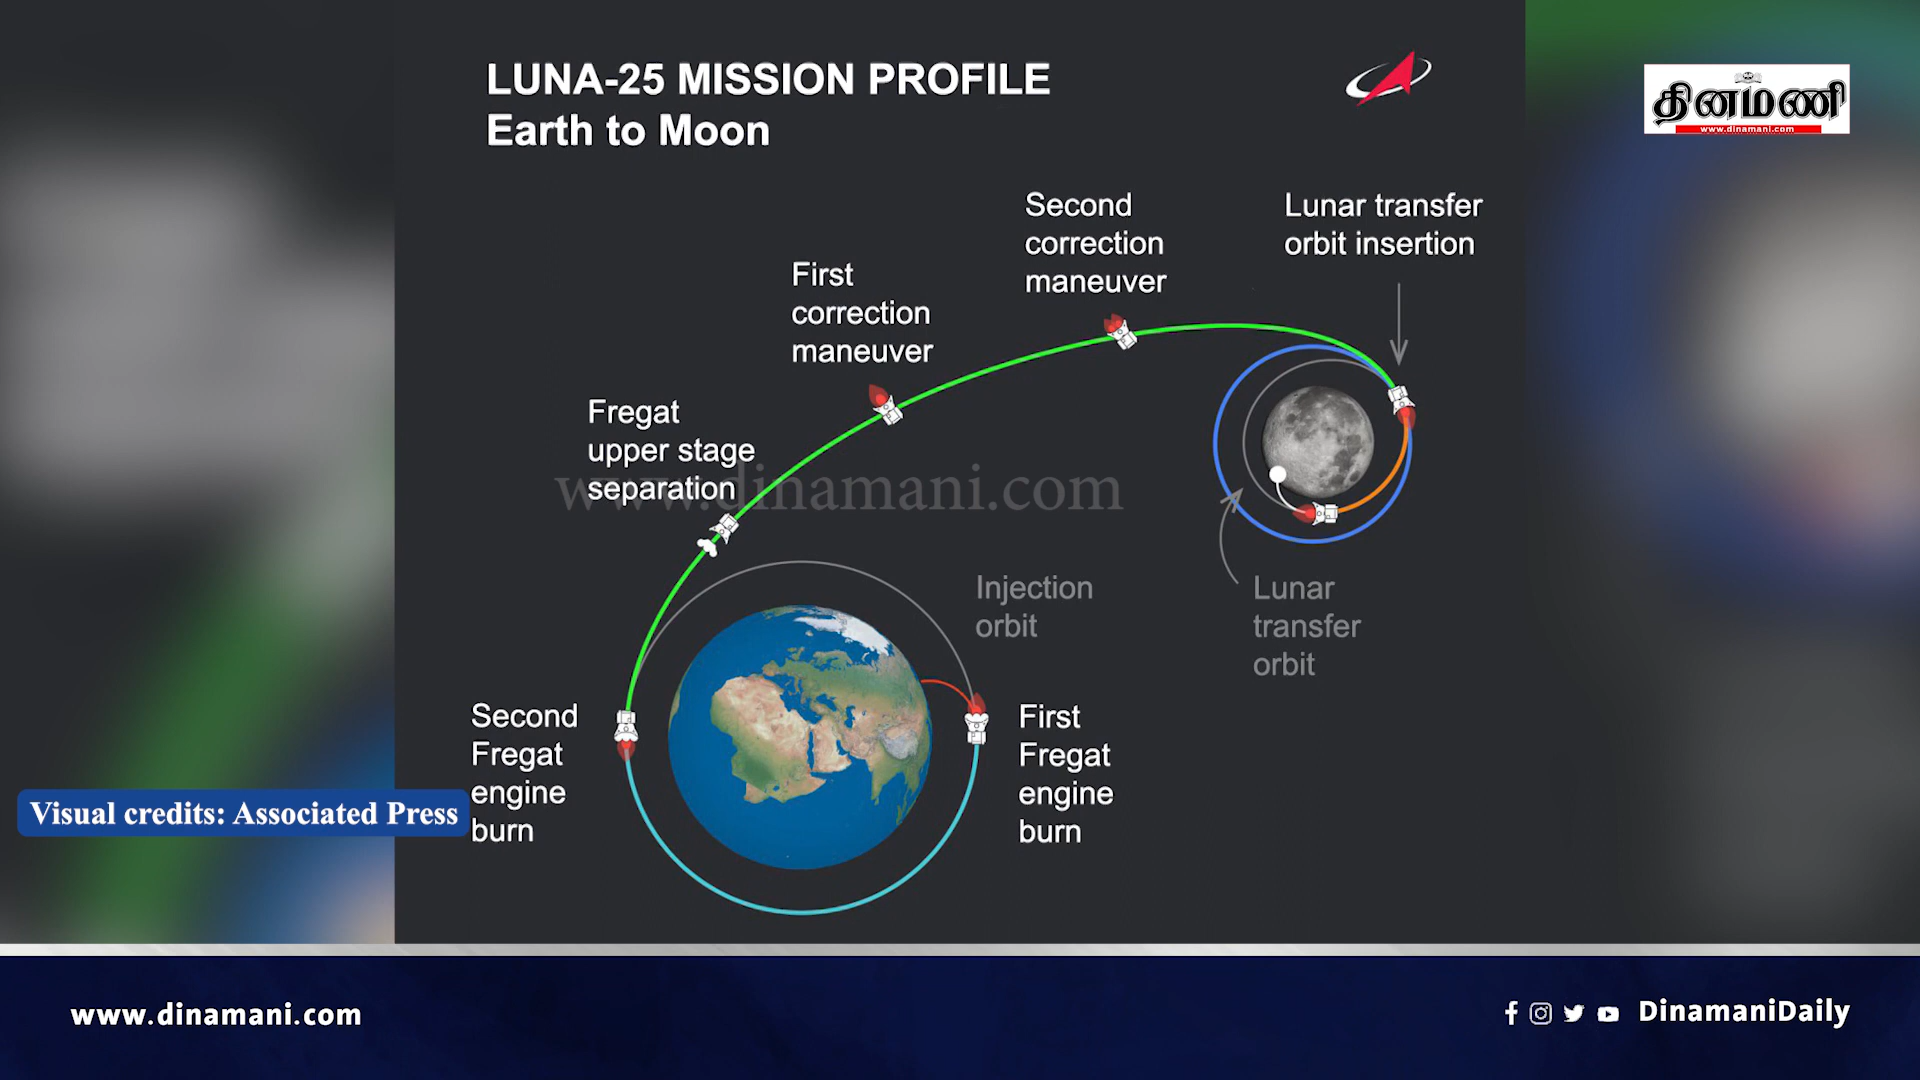 LUNA-25 MISSION PROFILE
Earth to Moon
தினமணி
www.dinamani.com
Second
correction
maneuver
Lunar transfer
orbit insertion
First
correction
maneuver
Fregat
upper stage
separation
www.dinamani.com
Injection
orbit
Lunar
transfer
orbit
Second
Fregat
engine
burn
First
Fregat
engine
burn
Visual credits: Associated Press
www.dinamani.com
DinamaniDaily